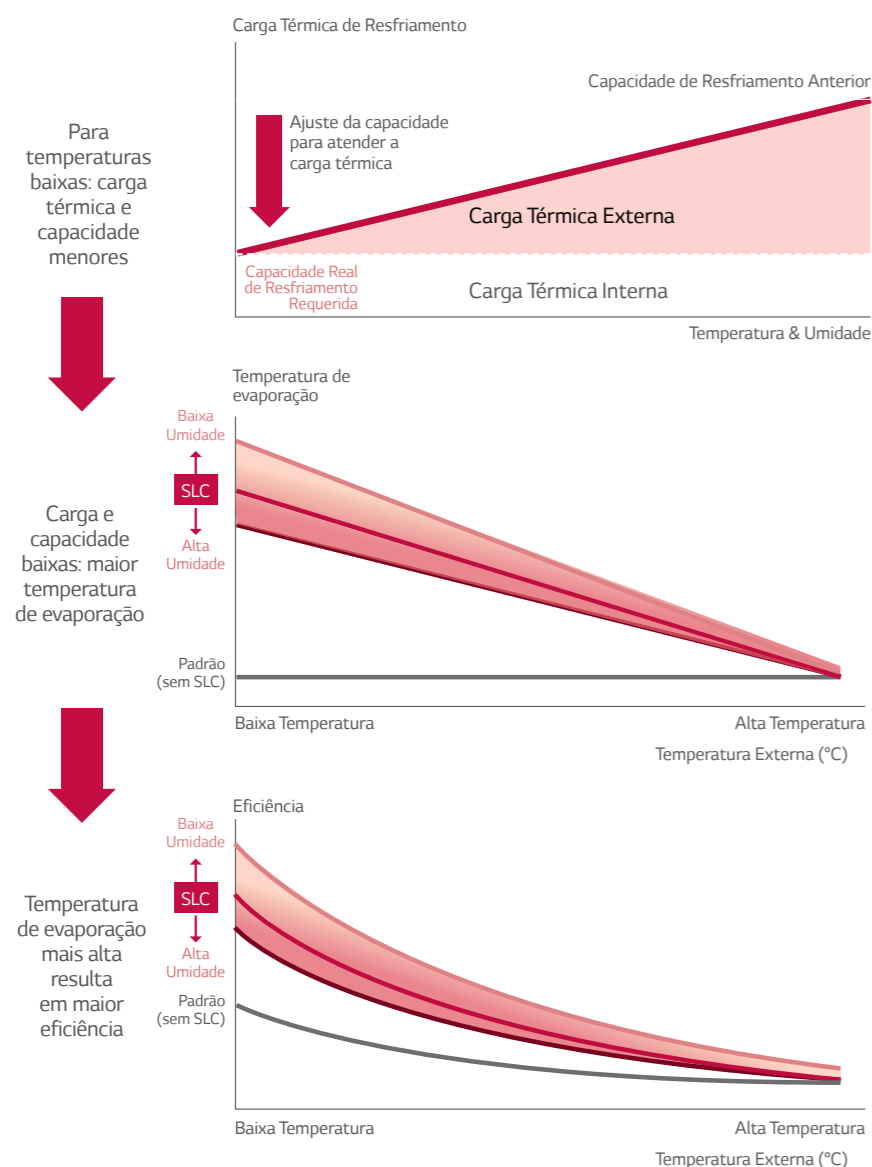 Carga Térmica de Resfriamento
Capacidade de Resfriamento Anterior
Ajuste da capacidade
para atender a
carga térmica
Para
temperaturas
baixas: carga
térmica e
capacidade
menores
Carga Térmica Externa
Capacidade Real
de Resfriamento
Requerida
Carga Térmica Interna
Temperatura & Umidade
Temperatura de
evaporação
Baixa
Umidade
SLC
Alta
Umidade
Carga e
capacidade
baixas: maior
temperatura
de evaporação
Padrão
(sem SLC)
Baixa Temperatura
Alta Temperatura
Temperatura Externa (°C)
Eficiência
Baixa
Umidade
SLC
Alta
Umidade
Temperatura
de evaporação
mais alta
resulta
em maior
eficiência
Padrão
(sem SLC)
Baixa Temperatura
Alta Temperatura
Temperatura Externa (°C)